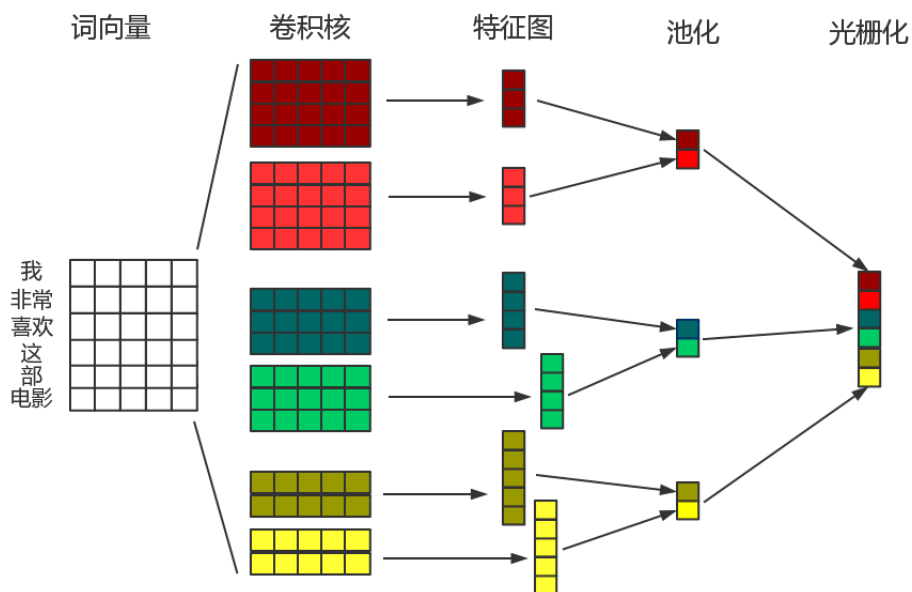 词向量
卷积核
特征图
池化
光栅化
我
非常
喜欢
这
部
电影